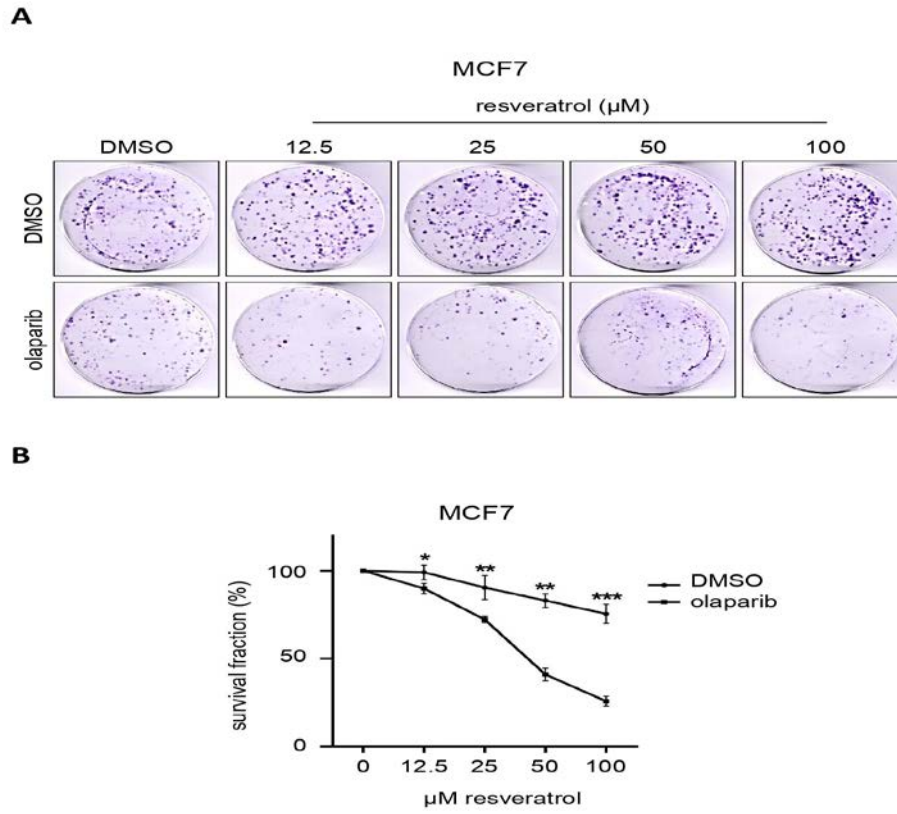 A
MCF7
resveratrol (µM)
DMSO 12.5 25 50 100
DMSO
olaparib
B
MCF7
* ** ** ***
DMSO
olaparib
100
50
0
survival fraction (%)
0 12.5 25 50 100
µM resveratrol